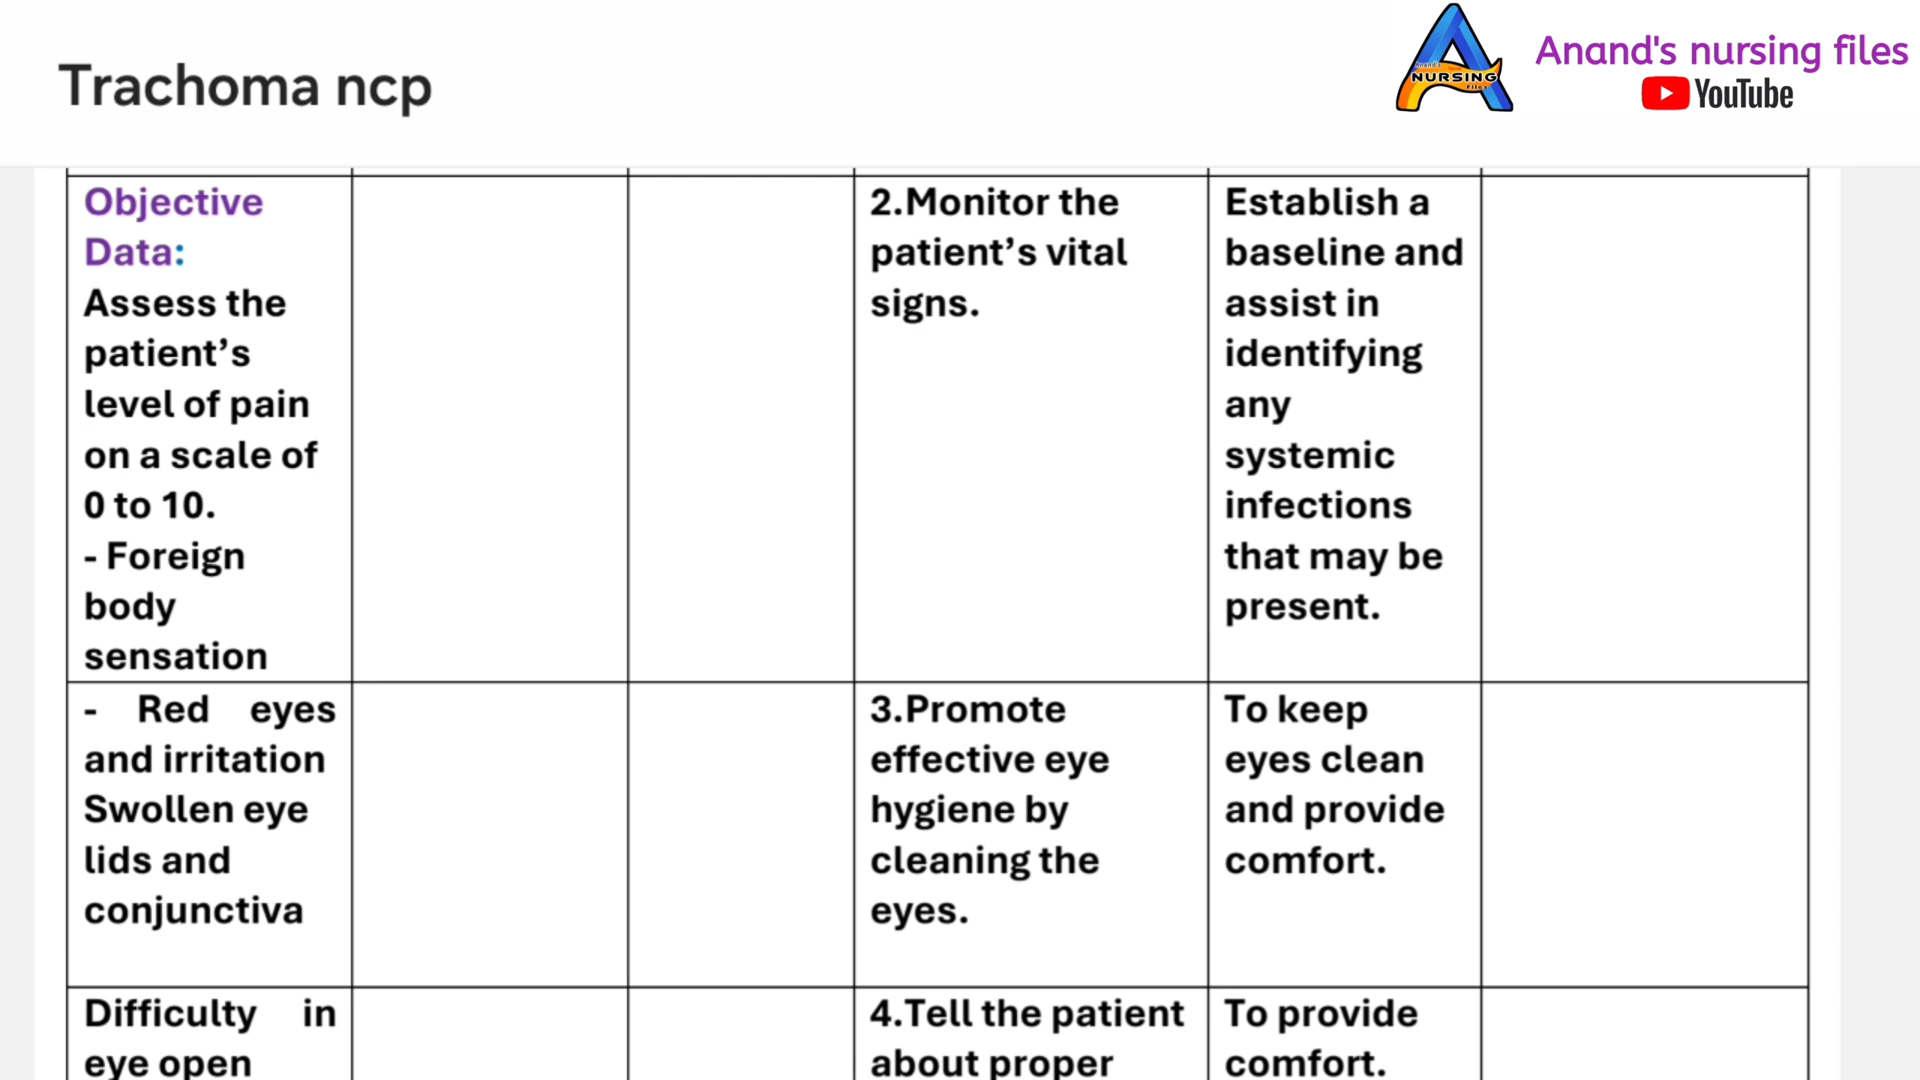 Trachoma ncp
NURSING
Anand's nursing files
YouTube
Objective
Data:
Assess the
patient’s
level of pain
on a scale of
0 to 10.
- Foreign
body
sensation
2.Monitor the
patient’s vital
signs.
Establish a
baseline and
assist in
identifying
any
systemic
infections
that may be
present.
- Red eyes
and irritation
Swollen eye
lids and
conjunctiva
3.Promote
effective eye
hygiene by
cleaning the
eyes.
To keep
eyes clean
and provide
comfort.
Difficulty in
eye open
4.Tell the patient
about proper
To provide
comfort.